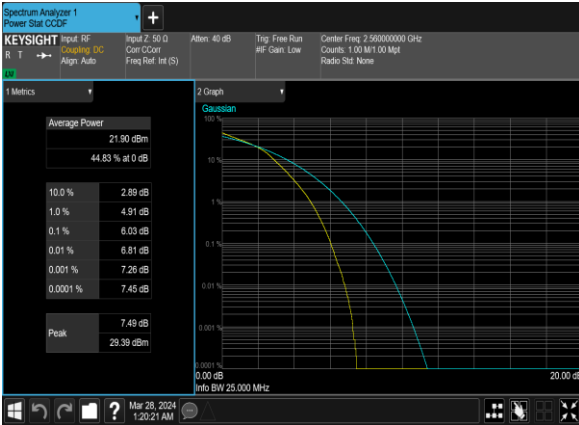 Spectrum Analyzer 1
Power Stat CCDF
+
KEYSIGHT
R T
LV
Input: RF
Coupling: DC
Align: Auto
Input Z: 50 Ω
Corr CCorr
Freq Ref: Int (S)
Atten: 40 dB
Trig: Free Run
#IF Gain: Low
Center Freq: 2.560000000 GHz
Counts: 1.00 M/1.00 Mpt
Radio Std: None
1 Metrics
Average Power
21.90 dBm
44.83 % at 0 dB
10.0 % 2.89 dB
1.0 % 4.91 dB
0.1 % 6.03 dB
0.01 % 6.81 dB
0.001 % 7.26 dB
0.0001 % 7.45 dB
Peak
7.49 dB
29.39 dBm
2 Graph
Gaussian
100 %
10 %
1 %
0.1 %
0.01 %
0.001 %
0.0001 %
0.00 dB
20.00 dB
Info BW 25.000 MHz
?
Mar 28, 2024
1:20:21 AM